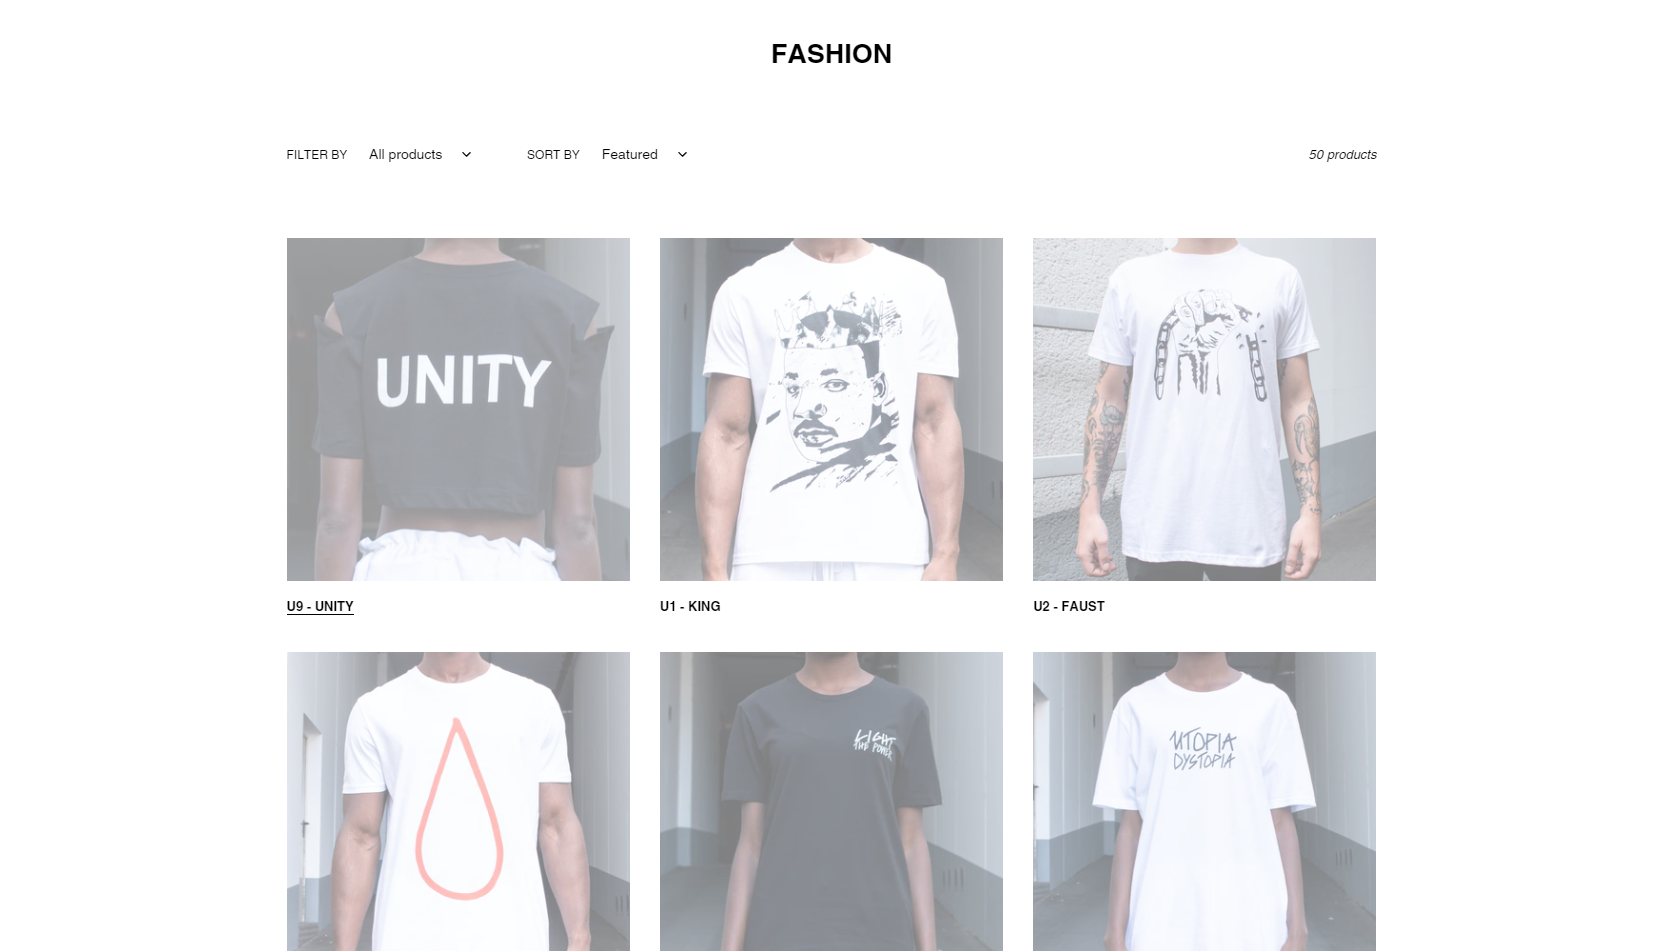 FASHION
FILTER BY All products SORT BY Featured 50 products
UNITY
U9 - UNITY U1 - KING U2 - FAUST
LIGHT
THE POWER
UTOPIA
DYSTOPIA